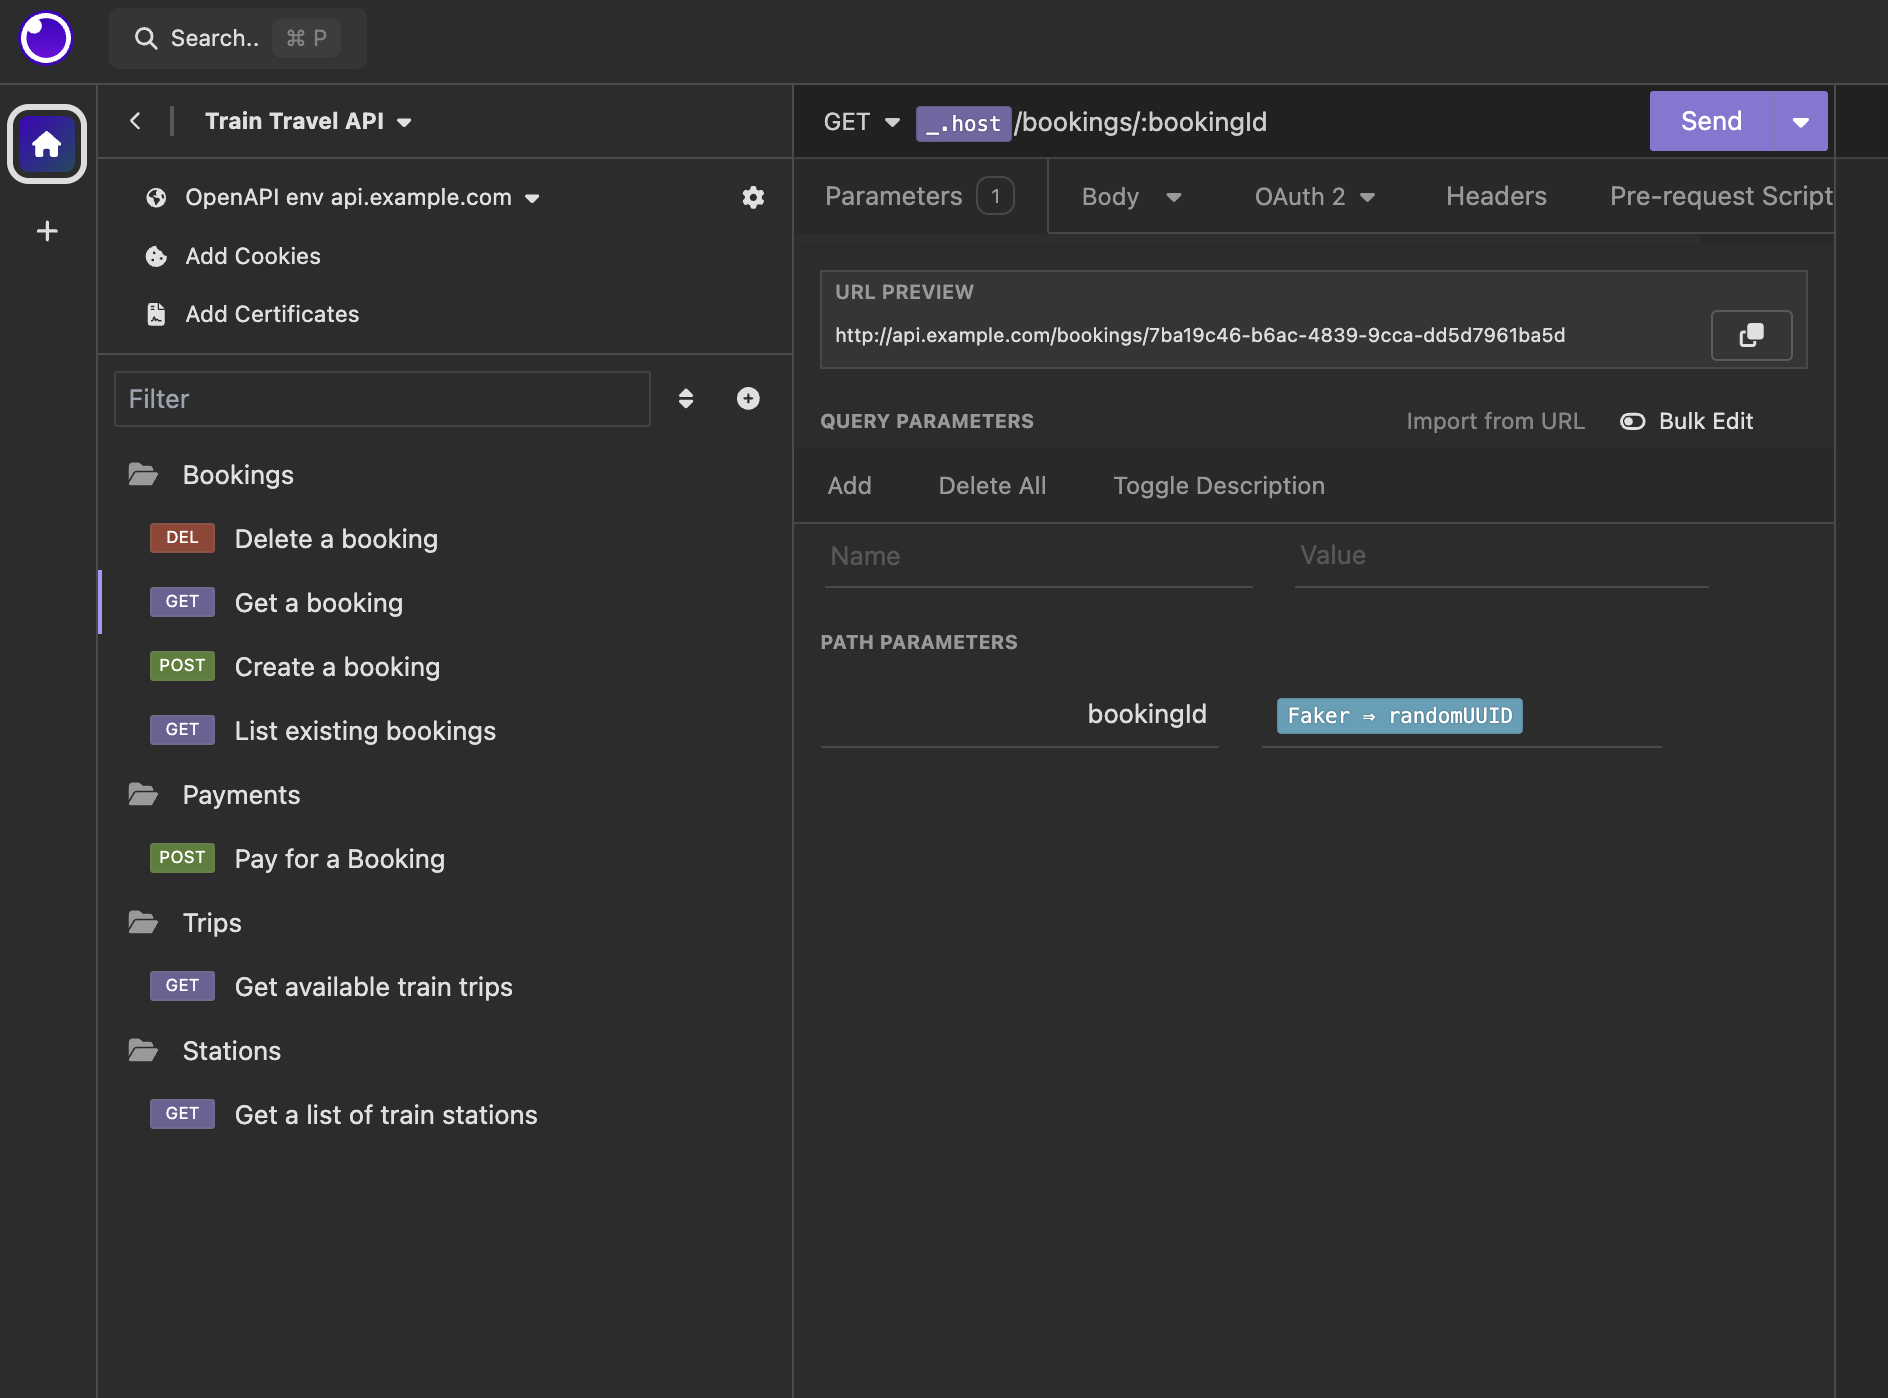 Search.. ⌘ P
Train Travel API
OpenAPI env api.example.com
Add Cookies
Add Certificates
Filter
Bookings
DEL Delete a booking
GET Get a booking
POST Create a booking
GET List existing bookings
Payments
POST Pay for a Booking
Trips
GET Get available train trips
Stations
GET Get a list of train stations
GET _.host/bookings/:bookingId Send
Parameters 1 Body OAuth 2 Headers Pre-request Script
URL PREVIEW
http://api.example.com/bookings/7ba19c46-b6ac-4839-9cca-dd5d7961ba5d
QUERY PARAMETERS Import from URL Bulk Edit
Add Delete All Toggle Description
Name Value
PATH PARAMETERS
bookingId Faker ⇒ randomUUID